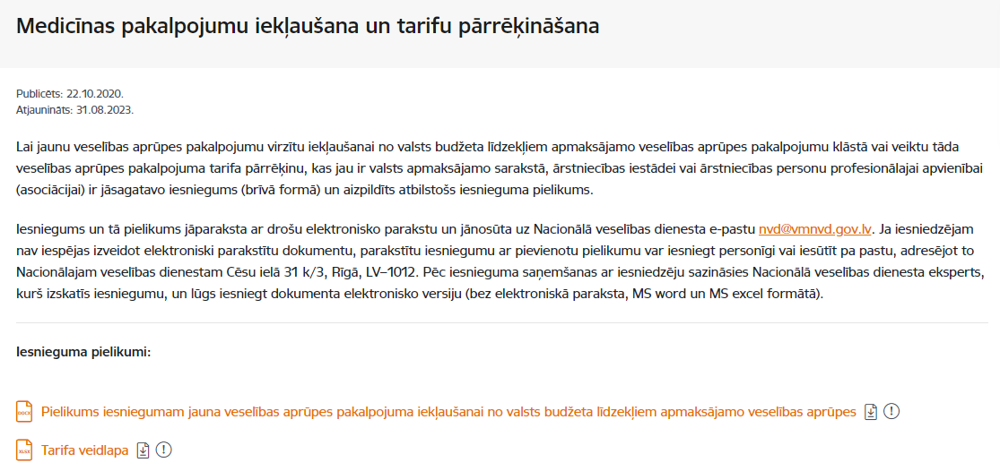 Medicīnas pakalpojumu iekļaušana un tarifu pārrēķināšana
Publicēts: 22.10.2020.
Atjaunināts: 31.08.2023.
Lai jaunu veselības aprūpes pakalpojumu virzītu iekļaušanai no valsts budžeta līdzekļiem apmaksājamo veselības aprūpes pakalpojumu klāstā vai veiktu tāda
veselības aprūpes pakalpojuma tarifa pārrēķinu, kas jau ir valsts apmaksājamo sarakstā, ārstniecības iestādei vai ārstniecības personu profesionālajai apvienībai
(asociācijai) ir jāsagatavo iesniegums (brīvā formā) un aizpildīts atbilstošs iesnieguma pielikums.
Iesniegums un tā pielikums jāparaksta ar drošu elektronisko parakstu un jānosūta uz Nacionālā veselības dienesta e-pastu nvd@vmnvd.gov.lv. Ja iesniedzējam
nav iespējas izveidot elektroniski parakstītu dokumentu, parakstītu iesniegumu ar pievienotu pielikumu var iesniegt personīgi vai iesūtīt pa pastu, adresējot to
Nacionālajam veselības dienestam Cēsu ielā 31 k/3, Rīgā, LV–1012. Pēc iesnieguma saņemšanas ar iesniedzēju sazināsies Nacionālā veselības dienesta eksperts,
kurš izskatīs iesniegumu, un lūgs iesniegt dokumenta elektronisko versiju (bez elektroniskā paraksta, MS word un MS excel formātā).
Iesnieguma pielikumi:
DOCX Pielikums iesniegumam jauna veselības aprūpes pakalpojuma iekļaušanai no valsts budžeta līdzekļiem apmaksājamo veselības aprūpes
XLSX Tarifa veidlapa